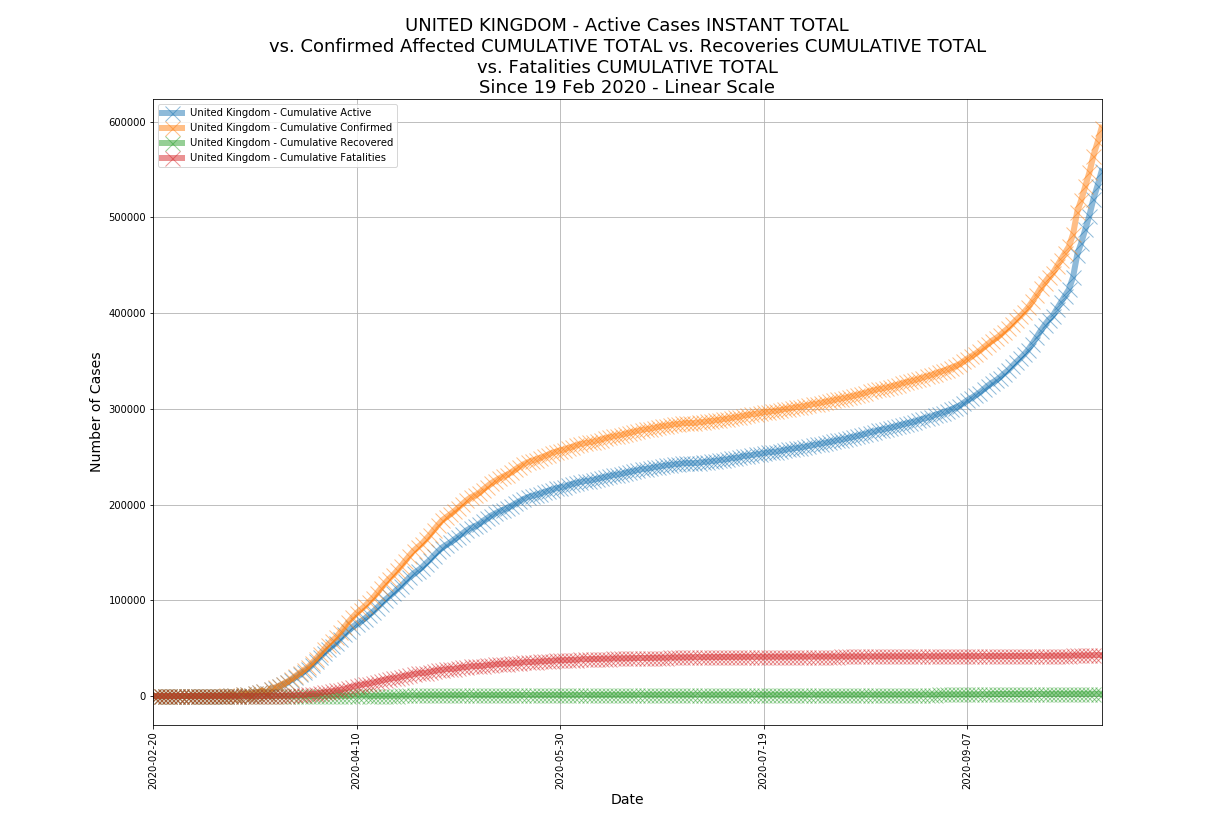 UNITED KINGDOM - Active Cases INSTANT TOTAL
vs. Confirmed Affected CUMULATIVE TOTAL vs. Recoveries CUMULATIVE TOTAL
vs. Fatalities CUMULATIVE TOTAL
Since 19 Feb 2020 - Linear Scale
United Kingdom - Cumulative Active
United Kingdom - Cumulative Confirmed
United Kingdom - Cumulative Recovered
United Kingdom - Cumulative Fatalities
600000
500000
400000
300000
200000
100000
0
Number of Cases
2020-02-20
2020-04-10
2020-05-30
2020-07-19
2020-09-07
Date